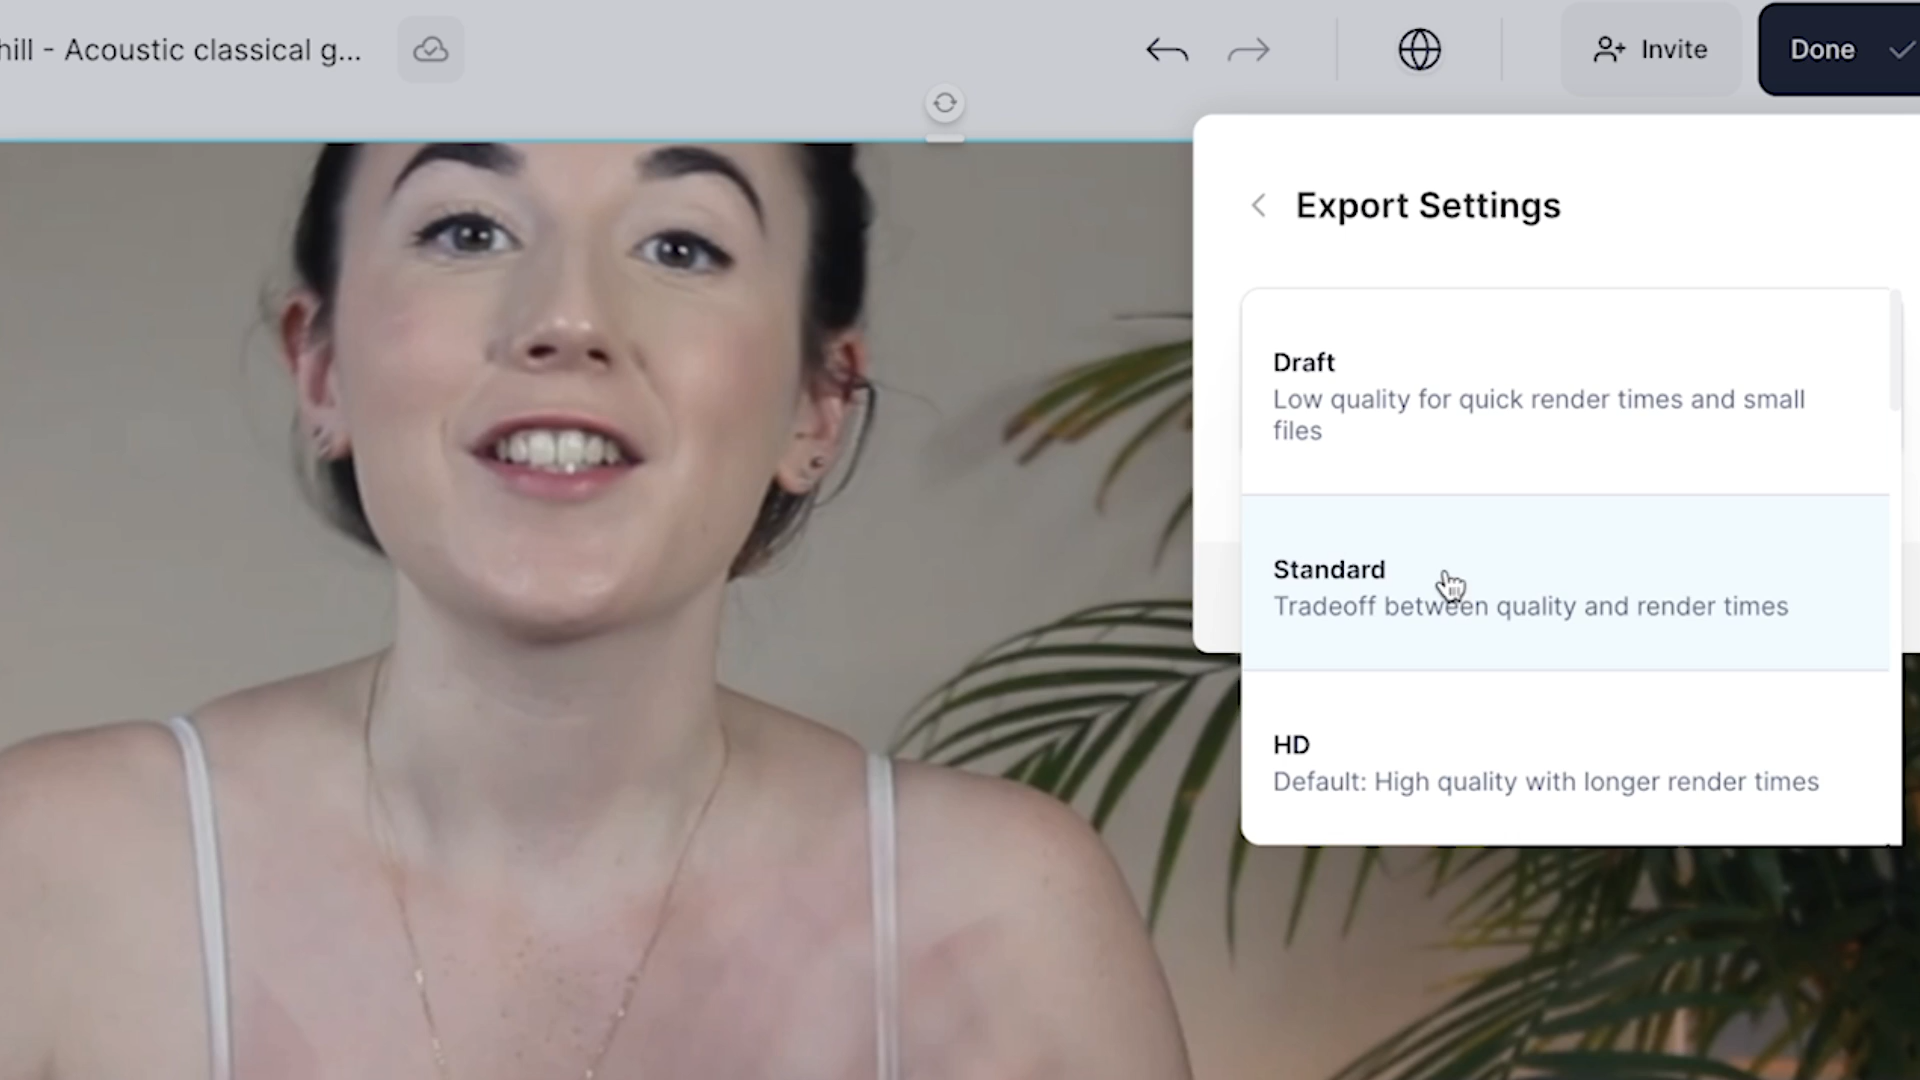 hill - Acoustic classical g...
Invite
Done
Export Settings
Draft
Low quality for quick render times and small
files
Standard
Tradeoff between quality and render times
HD
Default: High quality with longer render times